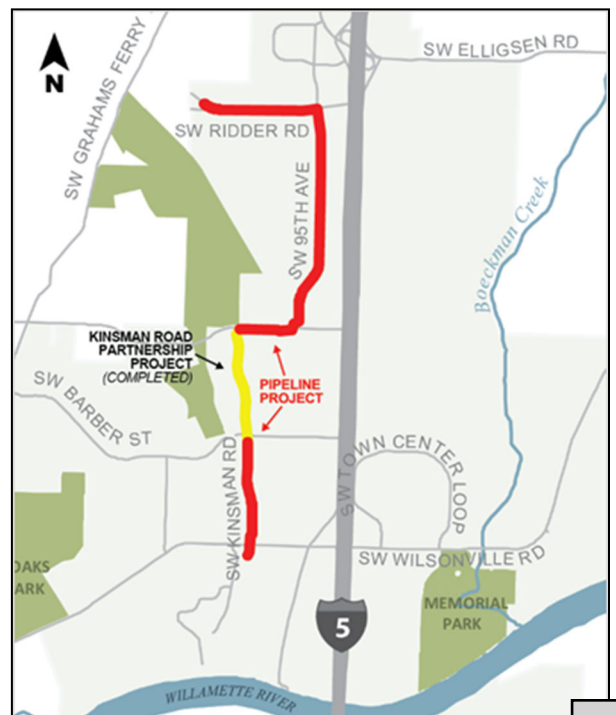 SW ELLIGSEN RD
N
SW GRAHAMS FERRY
SW RIDDER RD
SW 95TH AVE
Boeckman Creek
KINSMAN ROAD
PARTNERSHIP
PROJECT
(COMPLETED)
PIPELINE
PROJECT
SW BARBER ST
SW TOWN CENTER
LOOP
SW KINSMAN RD
SW WILSONVILLE RD
OAKS
ARK
MEMORIAL
PARK
5
WILLAMETTE RIVER